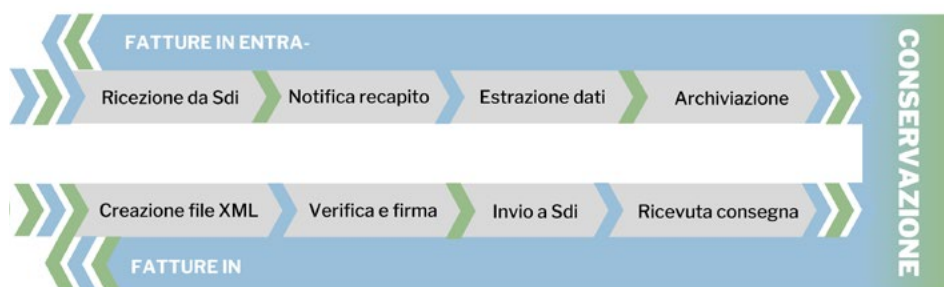 FATTURE IN ENTRA-
Ricezione da Sdi
Notifica recapito
Estrazione dati
Archiviazione
Creazione file XML
Verifica e firma
Invio a Sdi
Ricevuta consegna
FATTURE IN
CONSERVAZIONE